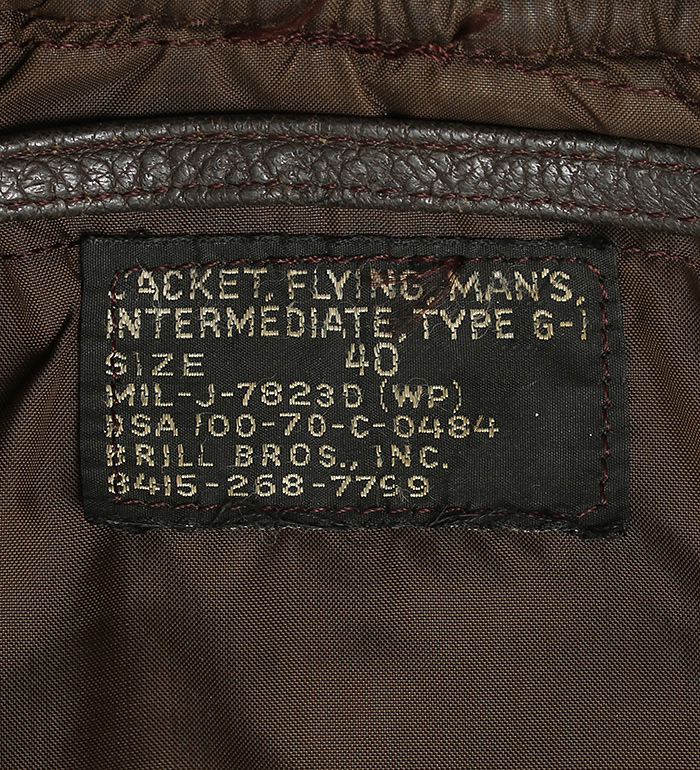 JACKET, FLYING, MAN'S,
INTERMEDIATE, TYPE G-1
SIZE 40
MIL-J-7823D (WP)
DSA 100-70-C-0484
BRILL BROS., INC.
8415-268-7799